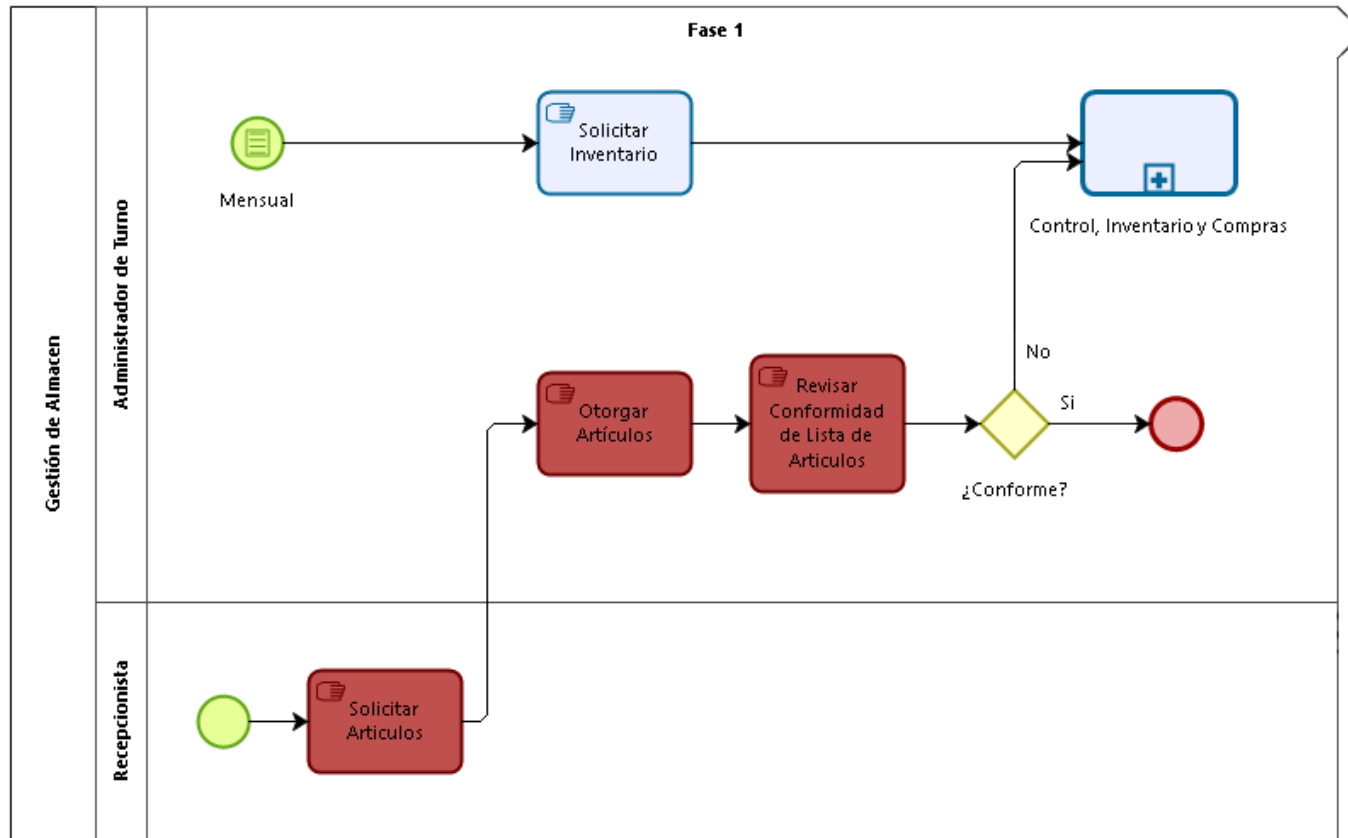 Fase 1
Gestión de Almacen
Administrador de Turno
Mensual
Solicitar
Inventario
Control, Inventario y Compras
Otorgar
Artículos
Revisar
Conformidad
de Lista de
Articulos
No
Si
¿Conforme?
Recepcionista
Solicitar
Articulos